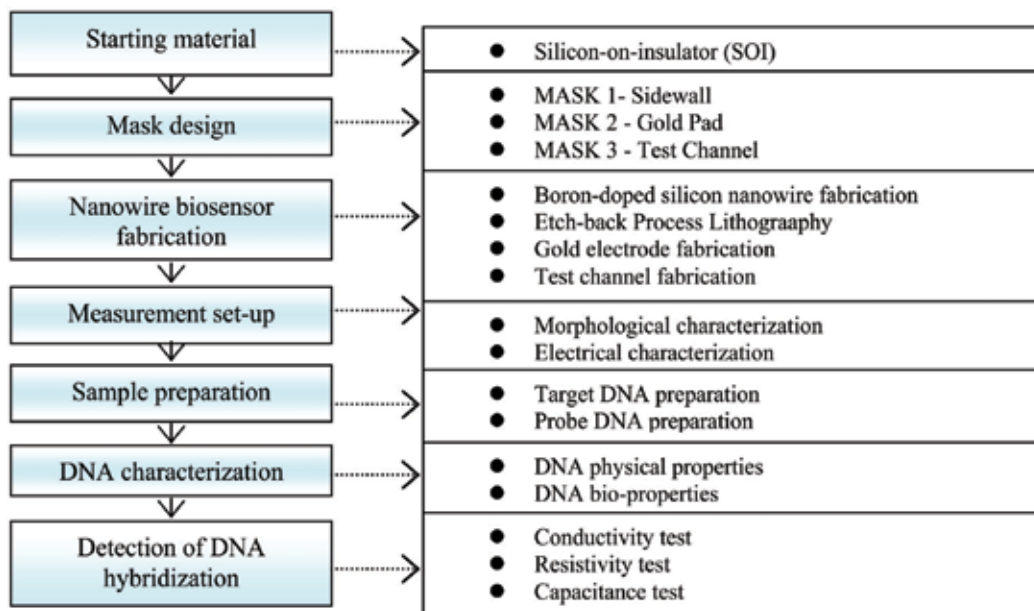 Starting material
● Silicon-on-insulator (SOI)
Mask design
● MASK 1- Sidewall
● MASK 2 - Gold Pad
● MASK 3 - Test Channel
Nanowire biosensor
fabrication
● Boron-doped silicon nanowire fabrication
● Etch-back Process Lithograaphy
● Gold electrode fabrication
● Test channel fabrication
Measurement set-up
● Morphological characterization
● Electrical characterization
Sample preparation
● Target DNA preparation
● Probe DNA preparation
DNA characterization
● DNA physical properties
● DNA bio-properties
Detection of DNA
hybridization
● Conductivity test
● Resistivity test
● Capacitance test